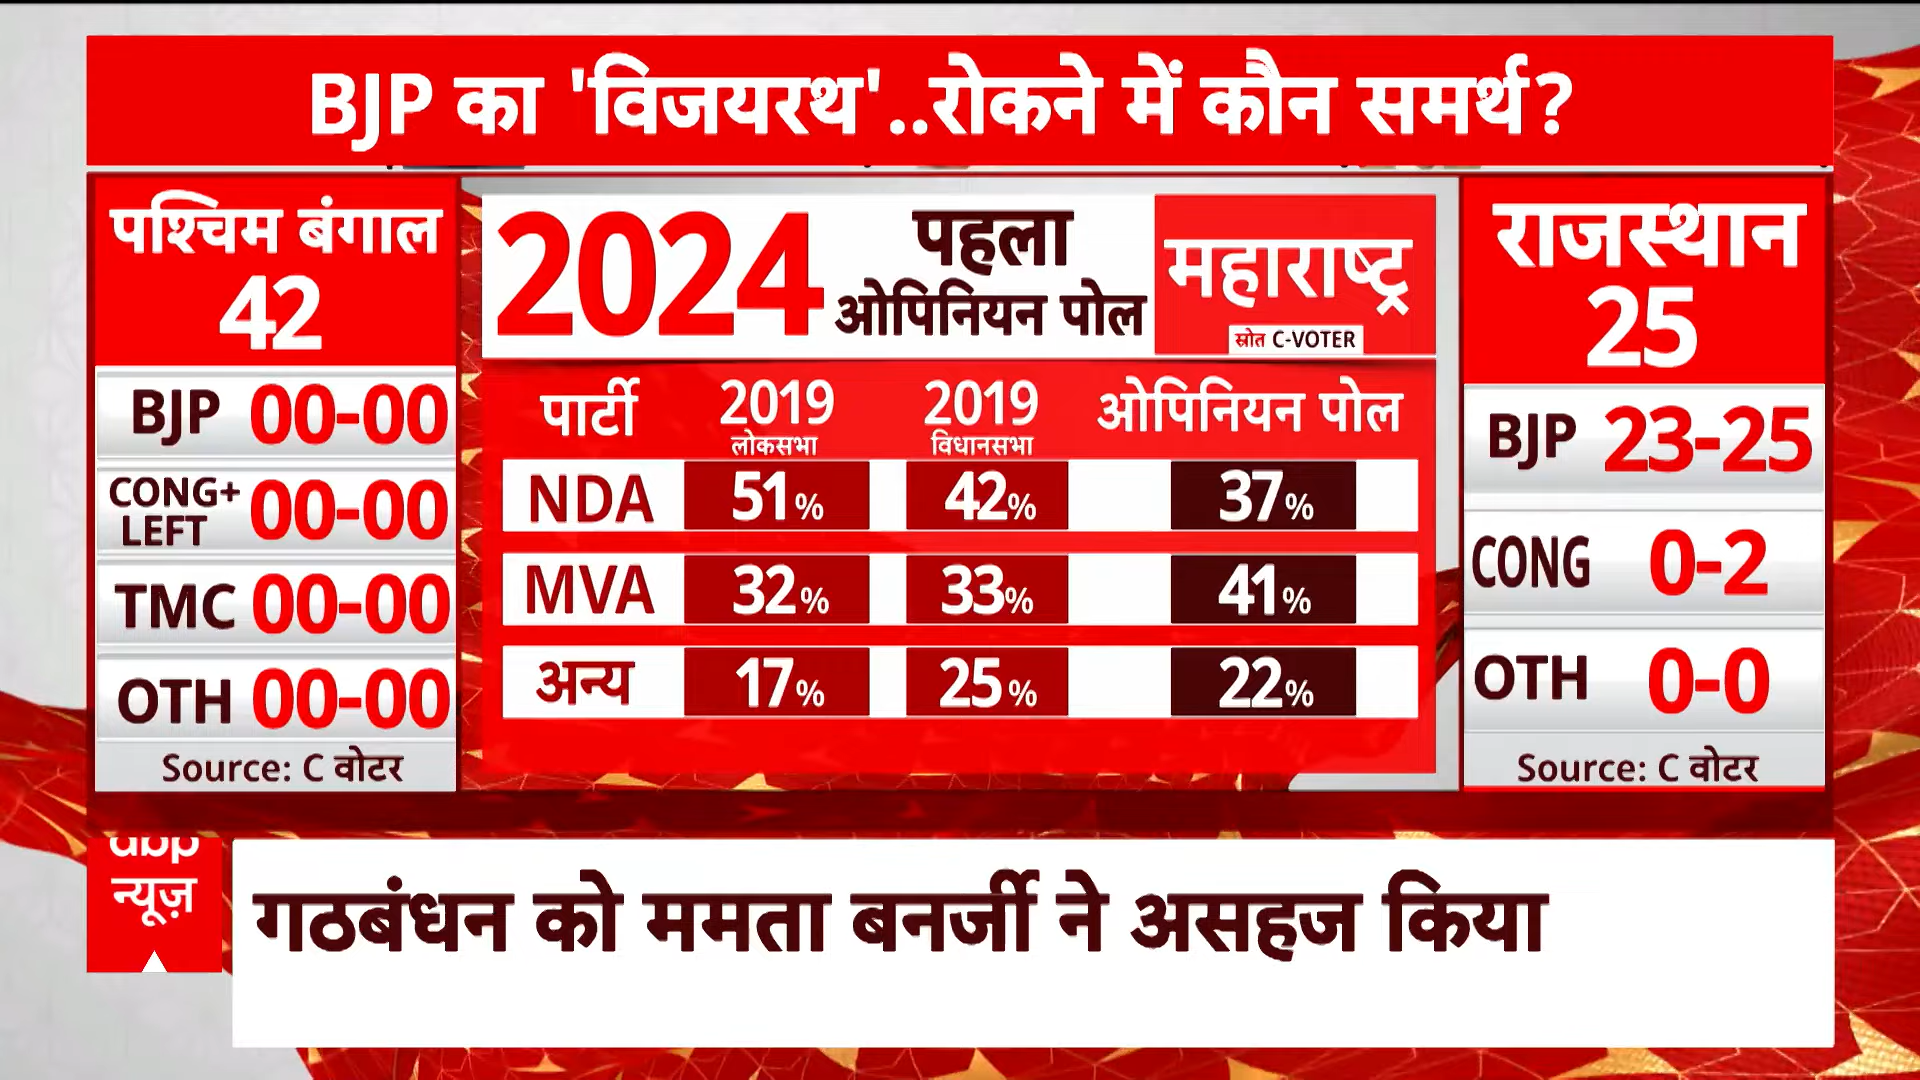 BJP का 'विजयरथ'..रोकने में कौन समर्थ?
पश्चिम बंगाल
42
BJP 00-00
CONG+
LEFT 00-00
TMC 00-00
OTH 00-00
Source: C वोटर
2024 पहला
ओपिनियन पोल
महाराष्ट्र
स्रोत C-VOTER
पार्टी 2019 लोकसभा 2019 विधानसभा ओपिनियन पोल
NDA 51% 42% 37%
MVA 32% 33% 41%
अन्य 17% 25% 22%
राजस्थान
25
BJP 23-25
CONG 0-2
OTH 0-0
Source: C वोटर
abp
न्यूज़
गठबंधन को ममता बनर्जी ने असहज किया